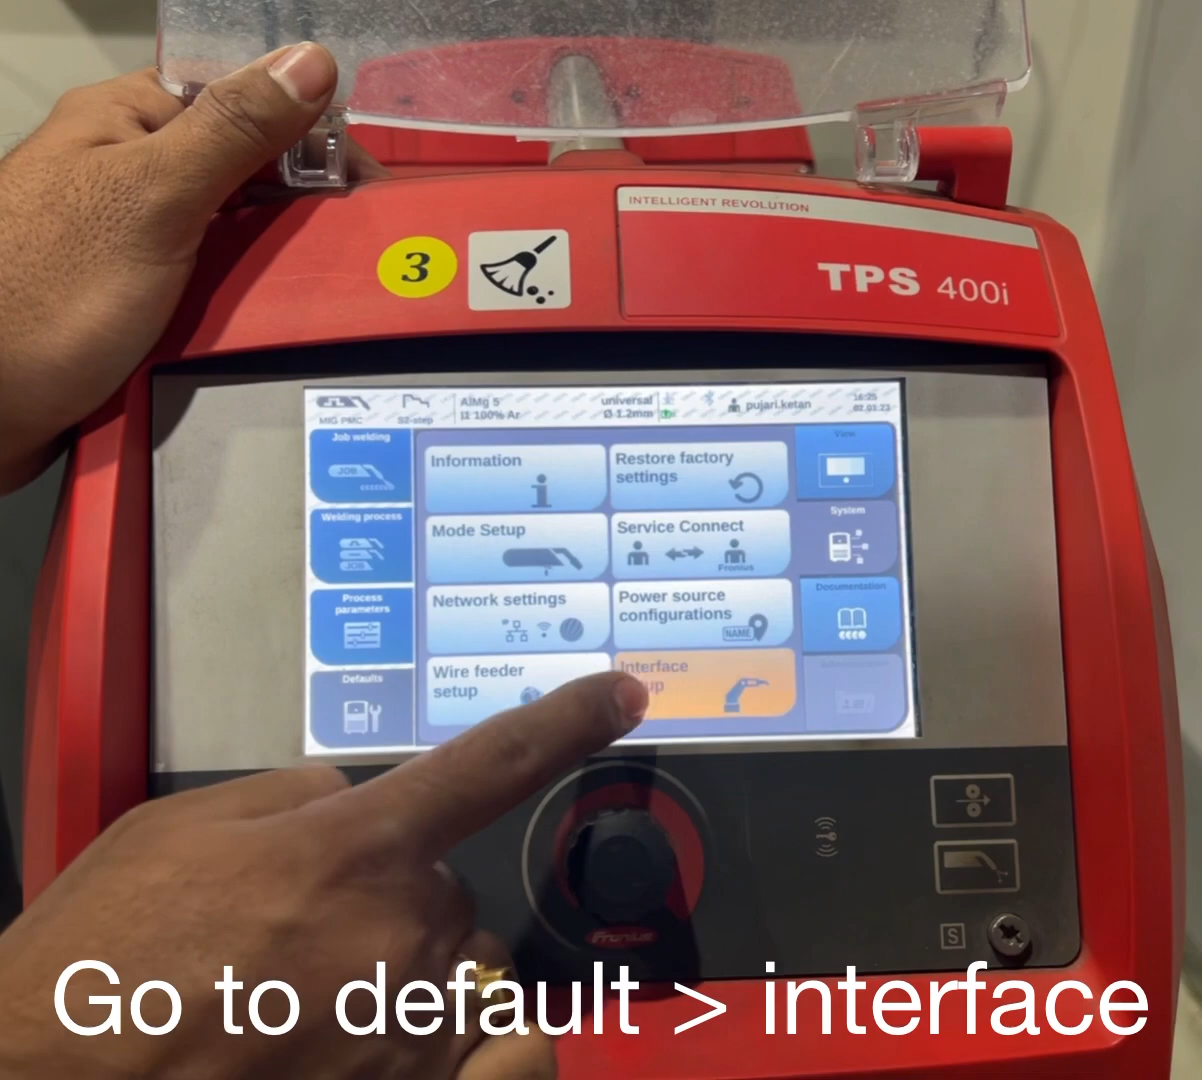 INTELLIGENT REVOLUTION
3
TPS 400i
AlMg 5
universal
I1 100% Ar
Ø 1.2mm
pujari.ketan
16:25
02.01.23
MIG PMC
S2-step
Job welding
JOB
Welding process
JOB
Process
parameters
Defaults
Information
i
Restore factory
settings
Mode Setup
Service Connect
Fronius
Network settings
Power source
configurations
NAME
Wire feeder
setup
Interface
View
System
Documentation
Fronius
S
Go to default > interface